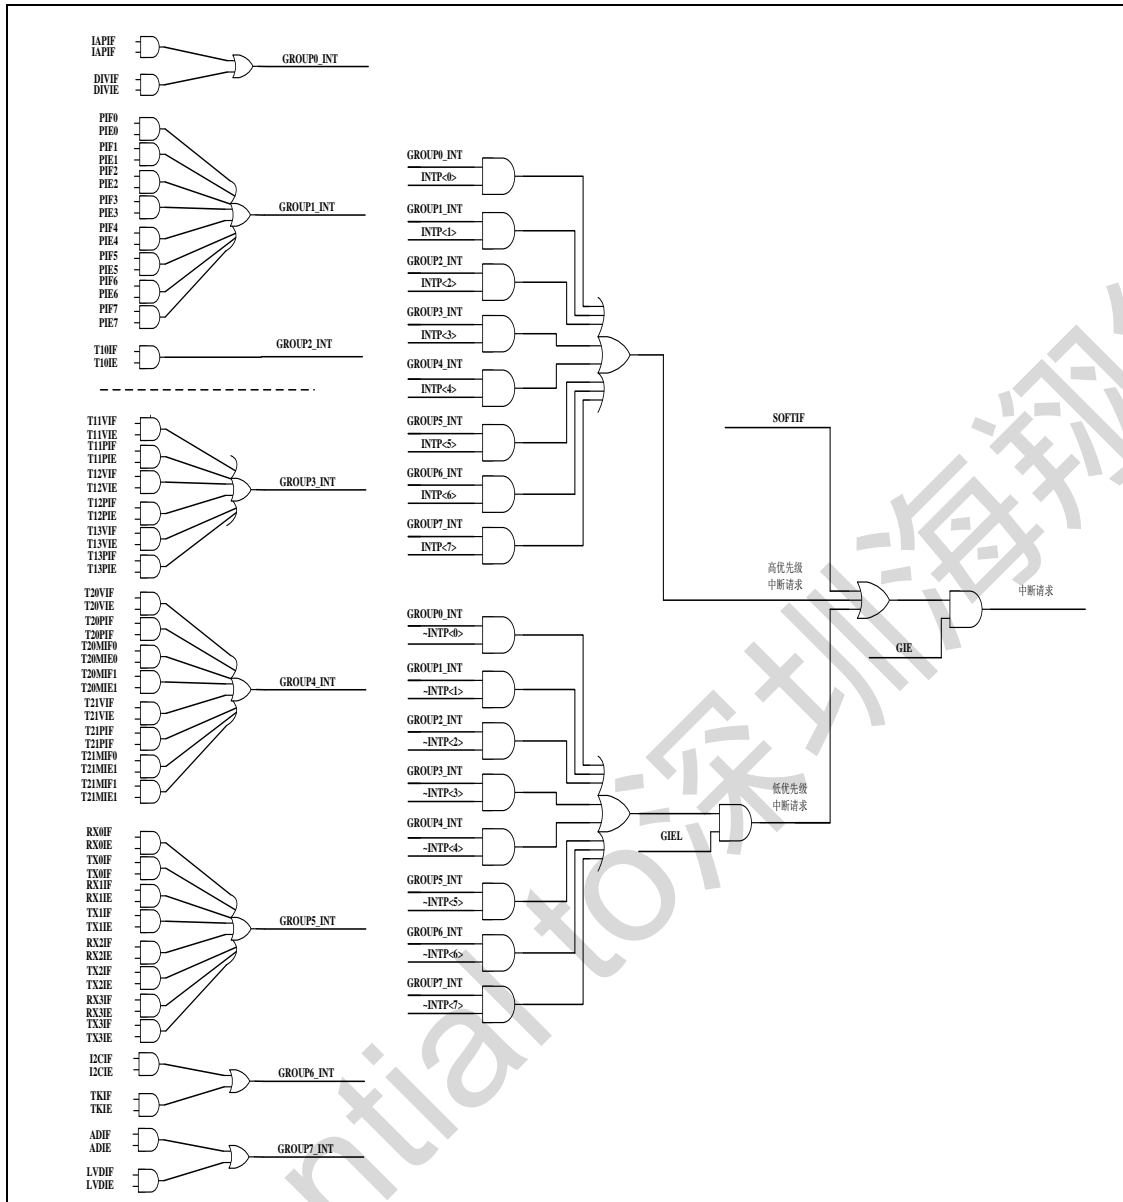 IAPIF
IAPIF
DIVIF
DIVIE
GROUP0_INT
PIF0
PIE0
PIF1
PIE1
PIF2
PIE2
PIF3
PIE3
PIF4
PIE4
PIF5
PIE5
PIF6
PIE6
PIF7
PIE7
GROUP1_INT
T10IF
T10IE
GROUP2_INT
T11VIF
T11VIE
T11PIF
T11PIE
T12VIF
T12VIE
T12PIF
T12PIE
T13VIF
T13VIE
T13PIF
T13PIE
GROUP3_INT
T20VIF
T20VIE
T20PIF
T20PIF
T20MIF0
T20MIE0
T20MIF1
T20MIE1
T21VIF
T21VIE
T21PIF
T21PIF
T21MIF0
T21MIE1
T21MIF1
T21MIE1
GROUP4_INT
RX0IF
RX0IE
TX0IF
TX0IF
RX1IF
RX1IE
TX1IF
TX1IE
RX2IF
RX2IE
TX2IF
TX2IE
RX3IF
RX3IE
TX3IF
TX3IE
GROUP5_INT
I2CIF
I2CIE
TKIF
TKIE
GROUP6_INT
ADIF
ADIE
LVDIF
LVDIE
GROUP7_INT
GROUP0_INT
INTP<0>
GROUP1_INT
INTP<1>
GROUP2_INT
INTP<2>
GROUP3_INT
INTP<3>
GROUP4_INT
INTP<4>
GROUP5_INT
INTP<5>
GROUP6_INT
INTP<6>
GROUP7_INT
INTP<7>
GROUP0_INT
~INTP<0>
GROUP1_INT
~INTP<1>
GROUP2_INT
~INTP<2>
GROUP3_INT
~INTP<3>
GROUP4_INT
~INTP<4>
GROUP5_INT
~INTP<5>
GROUP6_INT
~INTP<6>
GROUP7_INT
~INTP<7>
SOFTIF
高优先级
中断请求
GIE
中断请求
低优先级
中断请求
GIEL
ntial to深圳海翔